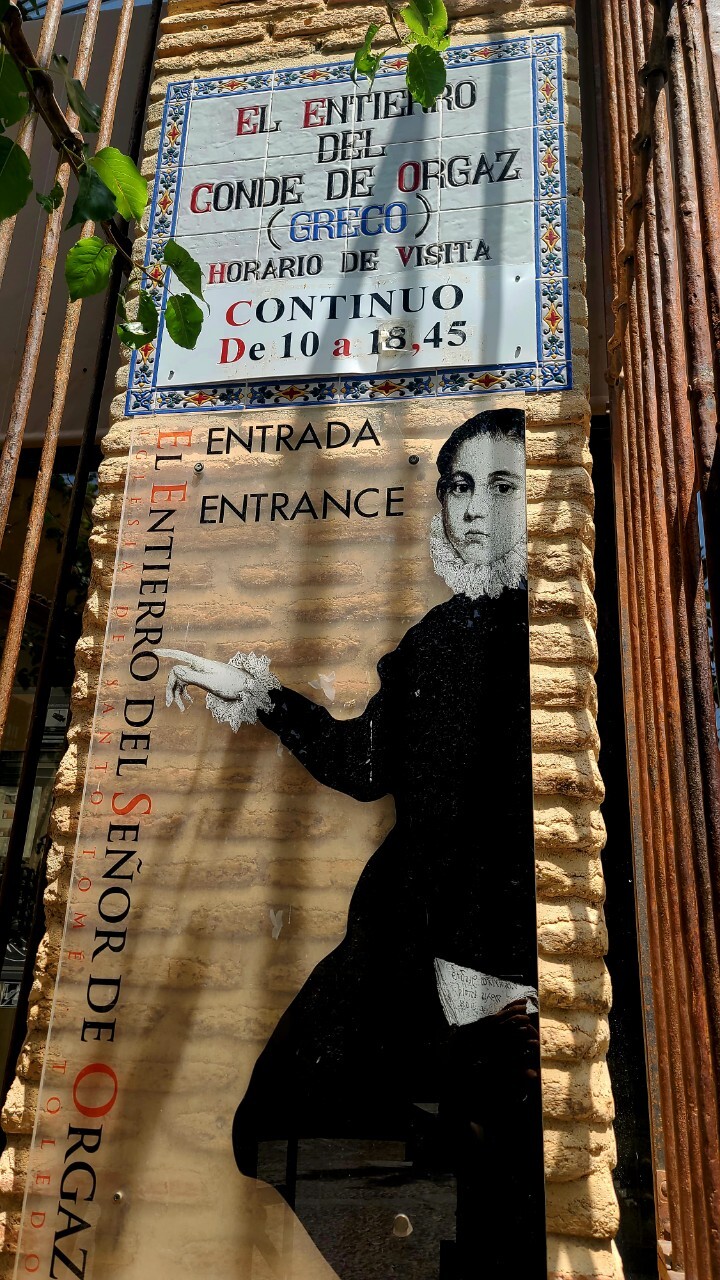 EL ENTIERRO
DEL
CONDE DE ORGAZ
(GRECO)
HORARIO DE VISITA
CONTINUO
De 10 a 18,45
ENTRADA
ENTRANCE
EL ENTIERRO DEL SEÑOR DE ORGAZ
IGLESIA DE SANTO TOMÉ TOLEDO